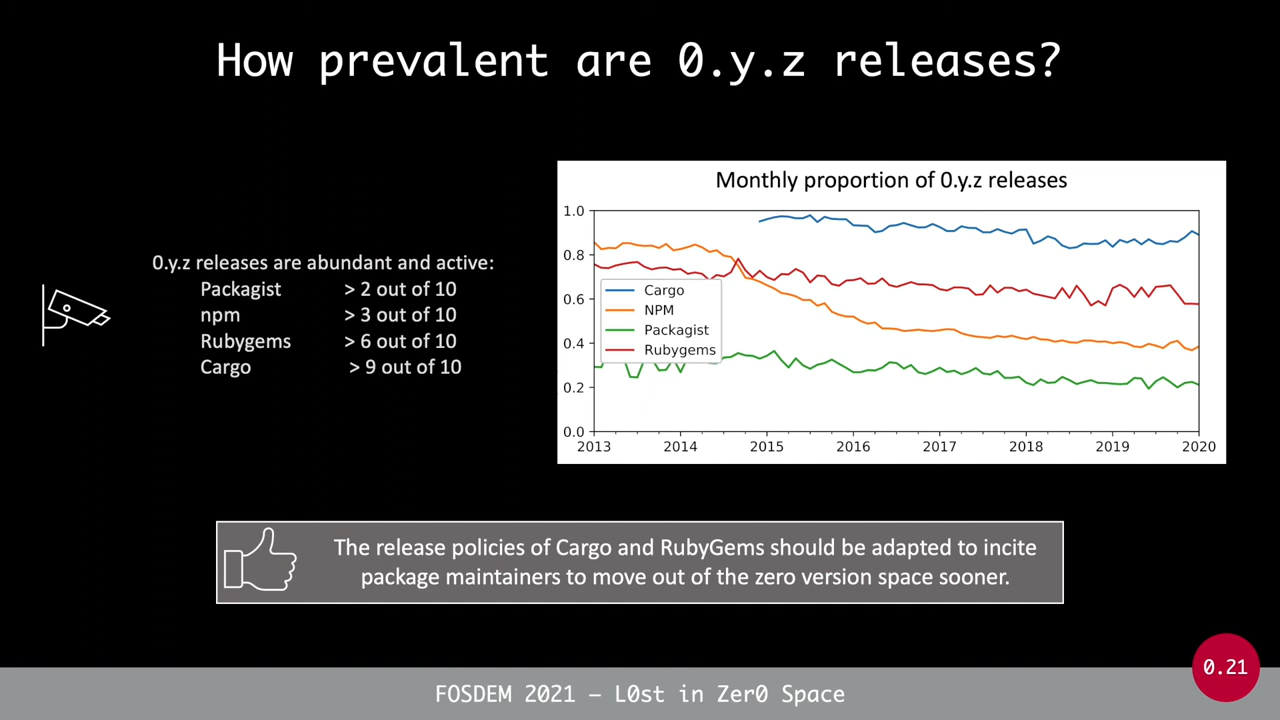 How prevalent are 0.y.z releases?
0.y.z releases are abundant and active:
Packagist > 2 out of 10
npm > 3 out of 10
Rubygems > 6 out of 10
Cargo > 9 out of 10
Monthly proportion of 0.y.z releases
1.0
0.8
0.6
0.4
0.2
0.0
Cargo
NPM
Packagist
Rubygems
2013 2014 2015 2016 2017 2018 2019 2020
The release policies of Cargo and RubyGems should be adapted to incite
package maintainers to move out of the zero version space sooner.
0.21
FOSDEM 2021 – L0st in Zer0 Space